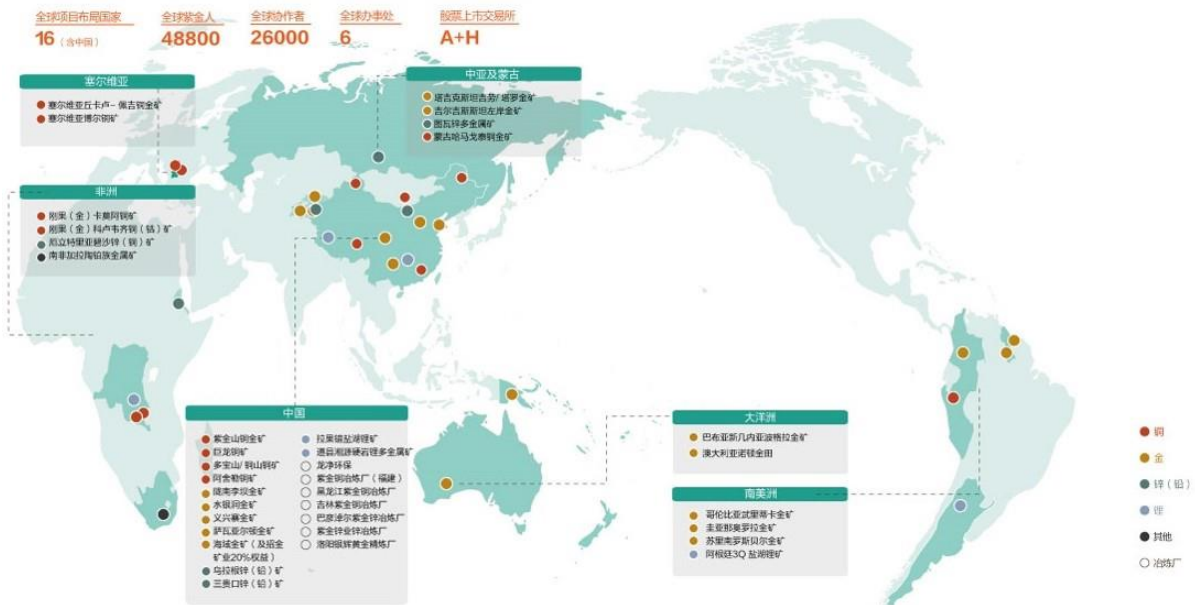 全球项目布局国家
16（含中国）
全球紫金人
48800
全球协作者
26000
全球办事处
6
股票上市交易所
A+H
塞尔维亚
塞尔维亚丘卡卢-佩吉铜金矿
塞尔维亚博尔铜矿
中亚及蒙古
塔吉克斯坦吉劳/塔罗金矿
吉尔吉斯斯坦左岸金矿
图瓦锌多金属矿
蒙古哈马戈泰铜金矿
非洲
刚果（金）卡莫阿铜矿
刚果（金）科卢韦齐铜（钴）矿
厄立特里亚碧沙锌（铜）矿
南非加拉陶铂族金属矿
中国
紫金山铜金矿
巨龙铜矿
多宝山/铜山铜矿
阿舍勒铜矿
陇南李坝金矿
水银洞金矿
义兴寨金矿
萨瓦亚尔顿金矿
海域金矿（及招金
矿业20%权益）
乌拉根锌（铅）矿
三贵口锌（铅）矿
拉果错盐湖锂矿
道县湘源硬岩锂多金属矿
龙净环保
紫金铜冶炼厂（福建）
黑龙江紫金铜冶炼厂
吉林紫金铜冶炼厂
巴彦淖尔紫金锌冶炼厂
紫金锌业锌冶炼厂
洛阳银辉黄金精炼厂
大洋洲
巴布亚新几内亚波格拉金矿
澳大利亚诺顿金田
南美洲
哥伦比亚武里蒂卡金矿
圭亚那奥罗拉金矿
苏里南罗斯贝尔金矿
阿根廷3Q 盐湖锂矿
铜
金
锌（铅）
锂
其他
冶炼厂